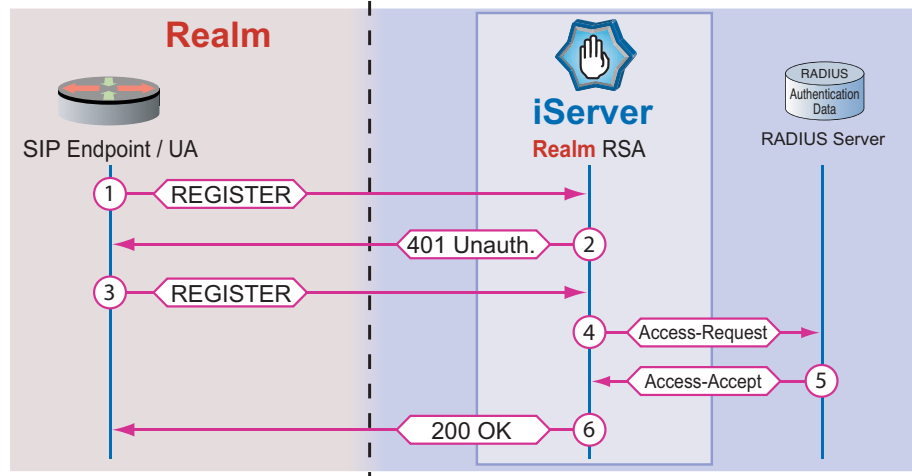 Realm
SIP Endpoint / UA
iServer
Realm RSA
RADIUS
Authentication
Data
RADIUS Server
1 REGISTER
401 Unauth. 2
3 REGISTER
4 Access-Request
Access-Accept 5
200 OK 6